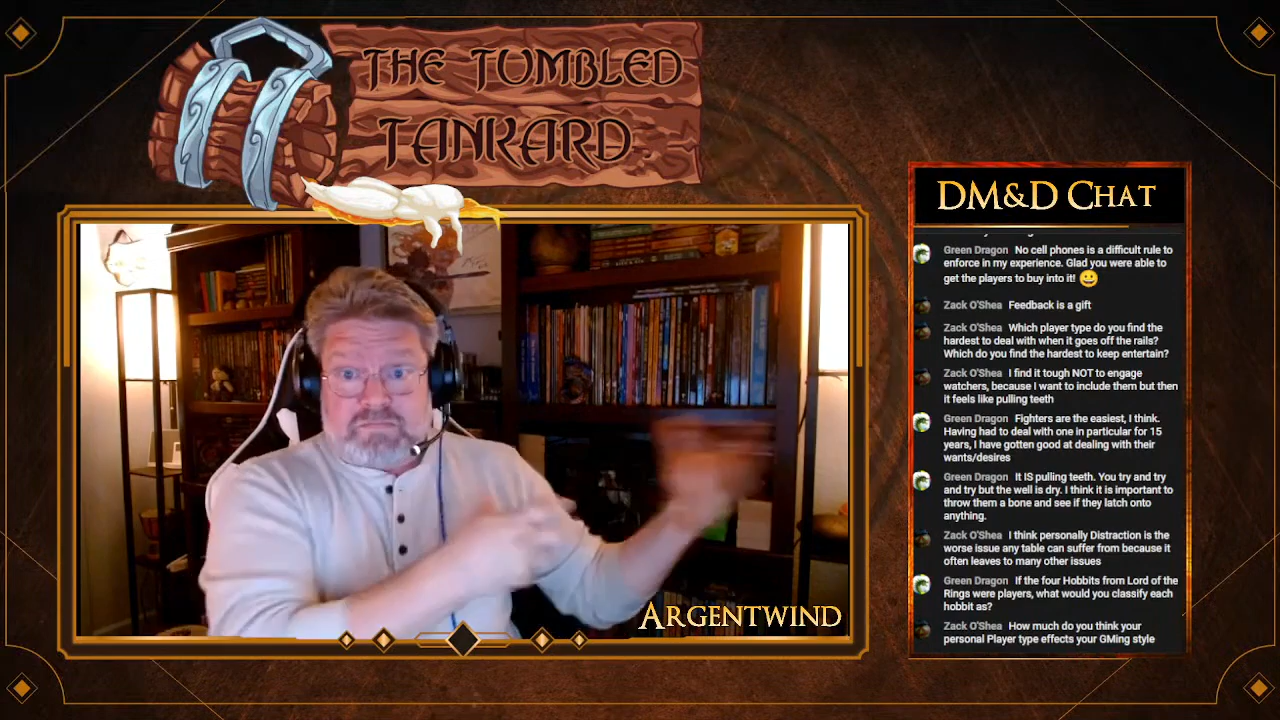 THE TUMBLED
TANKARD
DM&D CHAT
Green Dragon No cell phones is a difficult rule to
enforce in my experience. Glad you were able to
get the players to buy into it! 😀
Zack O'Shea Feedback is a gift
Zack O'Shea Which player type do you find the
hardest to deal with when it goes off the rails?
Which do you find the hardest to keep entertain?
Zack O'Shea I find it tough NOT to engage
watchers, because I want to include them but then
it feels like pulling teeth
Green Dragon Fighters are the easiest, I think.
Having had to deal with one in particular for 15
years, I have gotten good at dealing with their
wants/desires
Green Dragon It IS pulling teeth. You try and try
and try but the well is dry. I think it is important to
throw them a bone and see if they latch onto
anything.
Zack O'Shea I think personally Distraction is the
worse issue any table can suffer from because it
often leaves to many other issues
Green Dragon If the four Hobbits from Lord of the
Rings were players, what would you classify each
hobbit as?
Zack O'Shea How much do you think your
personal Player type effects your GMing style
ARGENTWIND